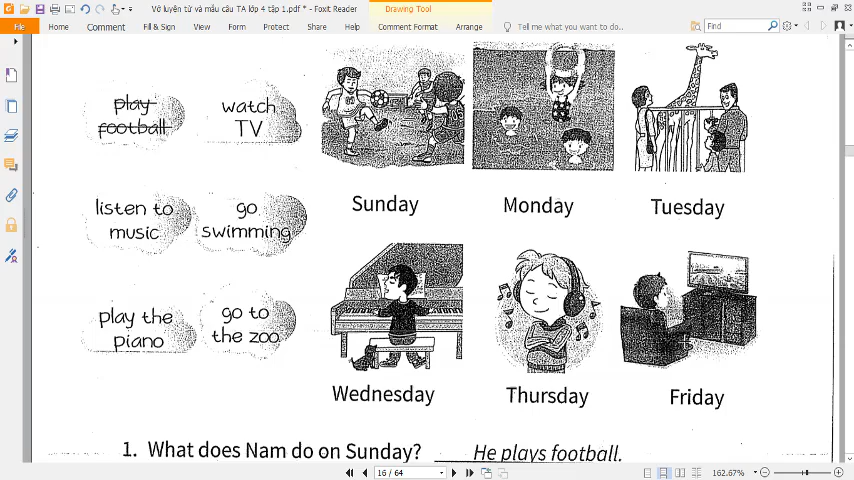 Vở luyện từ và mẫu câu TA lớp 4 tập 1.pdf * - Foxit Reader
Drawing Tool
File Home Comment Fill & Sign View Form Protect Share Help Comment Format Arrange Tell me what you want to do.. Find
play football
watch TV
listen to music
go swimming
play the piano
go to the zoo
Sunday Monday Tuesday
Wednesday Thursday Friday
1. What does Nam do on Sunday? He plays football.
16 / 64 162.67%